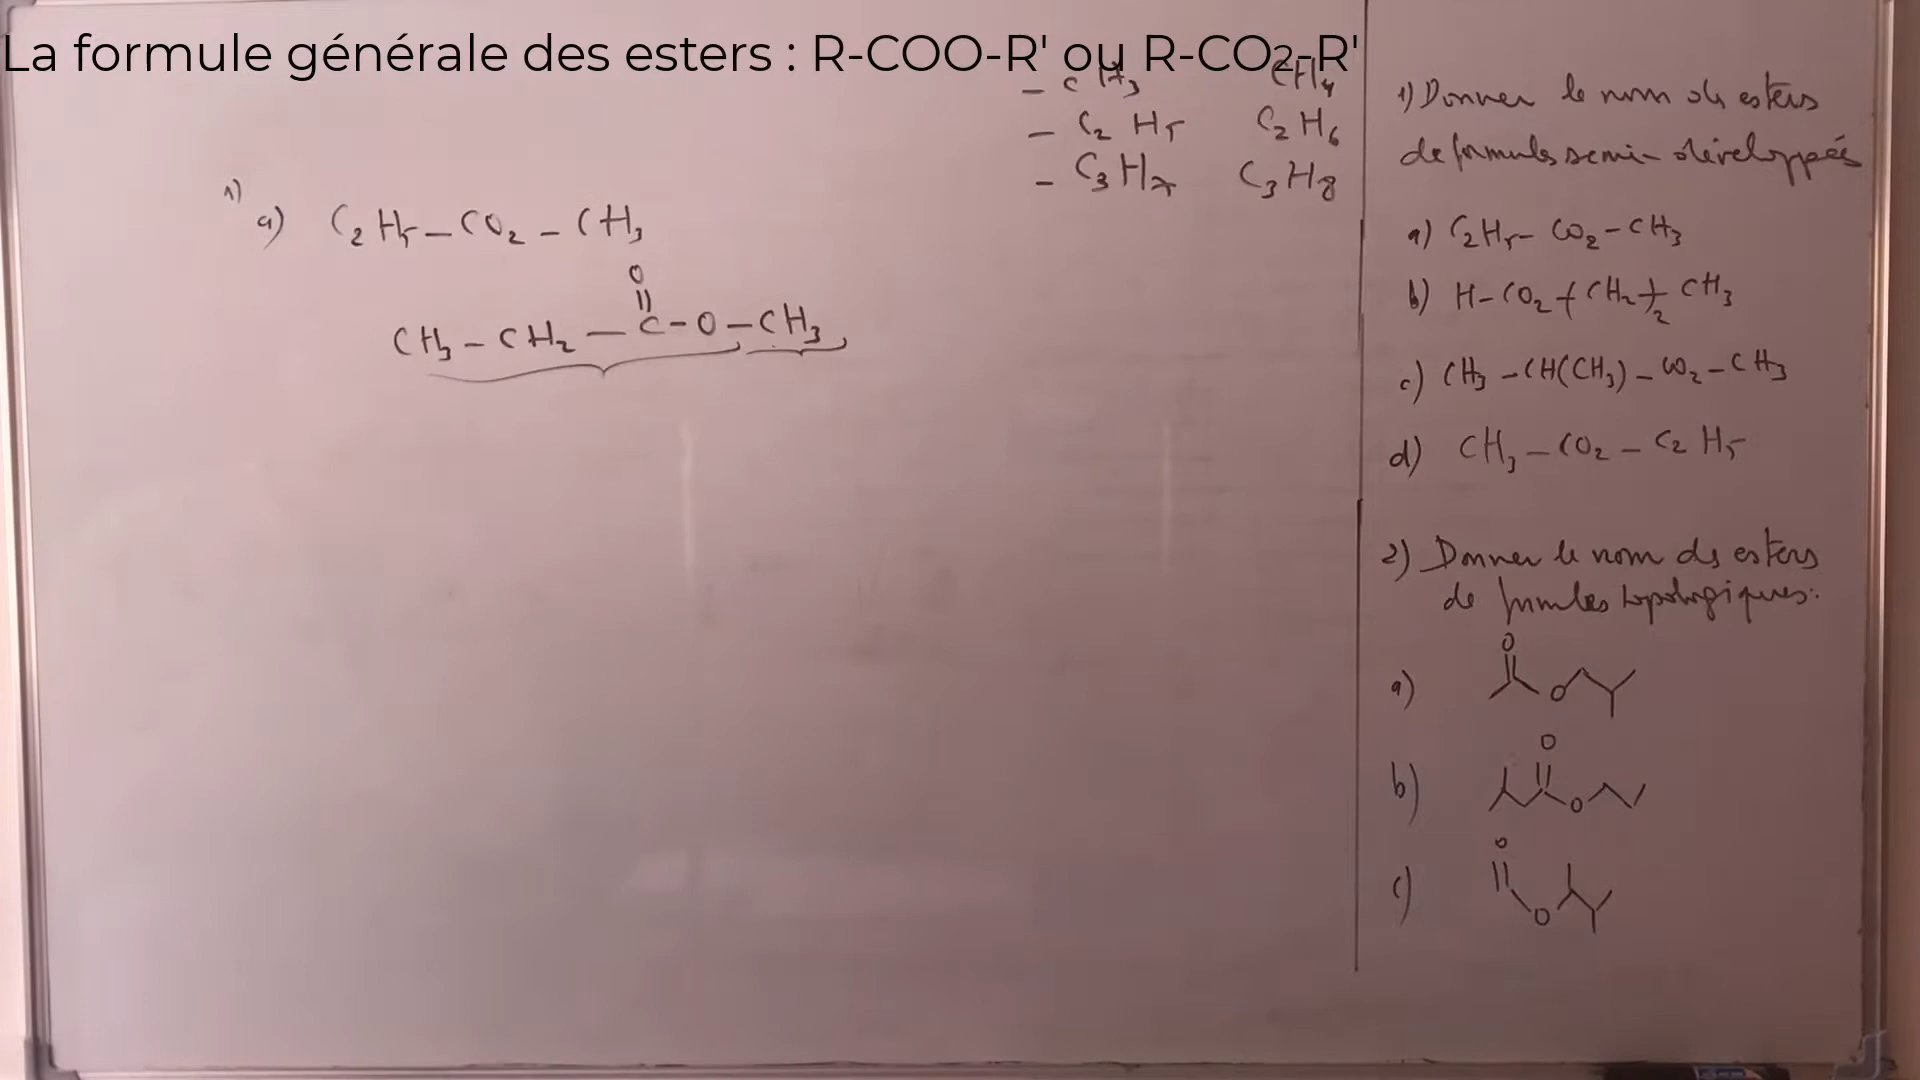 La formule générale des esters : R-COO-R' ou R-CO2-R'
- CH3 CH4
- C2H5 C2H6
- C3H7 C3H8
1)
a) C2H5-CO2-CH3
O
||
CH3-CH2-C-O-CH3
1) Donner le nom des esters
de formules semi-développées
a) C2H5-CO2-CH3
b) H-CO2-(CH2)2-CH3
c) CH3-CH(CH3)-CO2-CH3
d) CH3-CO2-C2H5
2) Donner le nom des esters
de formules topologiques:
a) O O
b) O O
c) O O